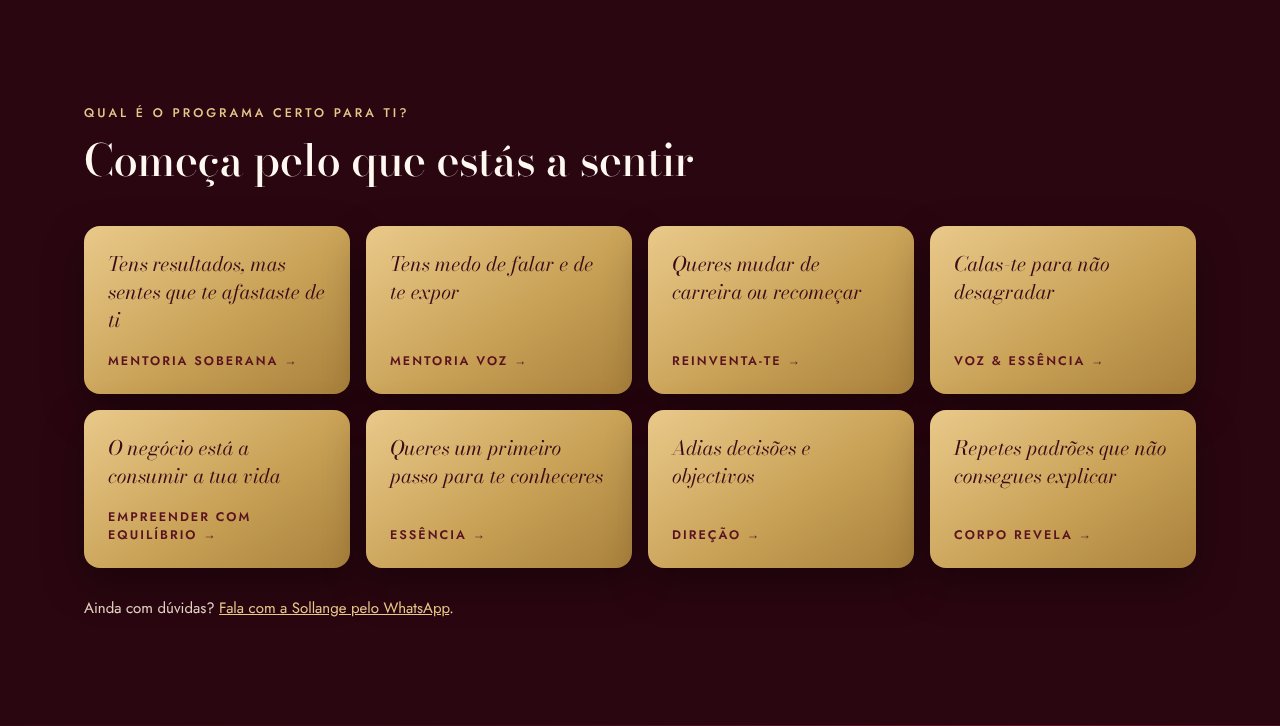 QUAL É O PROGRAMA CERTO PARA TI?
Começa pelo que estás a sentir
Tens resultados, mas
sentes que te afastaste de
ti
MENTORIA SOBERANA →
Tens medo de falar e de
te expor
MENTORIA VOZ →
Queres mudar de
carreira ou recomeçar
REINVENTA-TE →
Calas-te para não
desagradar
VOZ & ESSÊNCIA →
O negócio está a
consumir a tua vida
EMPREENDER COM
EQUILÍBRIO →
Queres um primeiro
passo para te conheceres
ESSÊNCIA →
Adias decisões e
objectivos
DIREÇÃO →
Repetes padrões que não
consegues explicar
CORPO REVELA →
Ainda com dúvidas? Fala com a Sollange pelo WhatsApp.